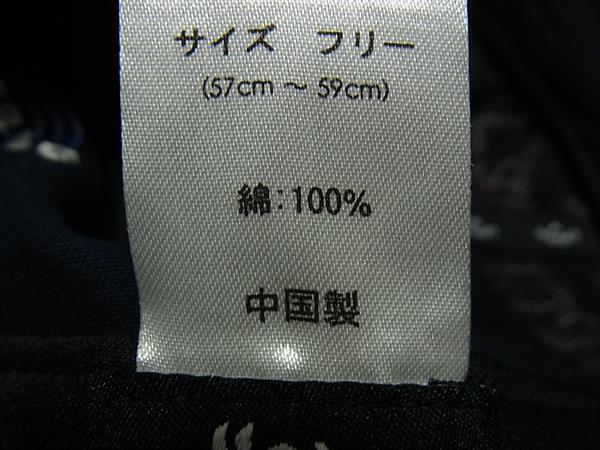 サイズ　フリー
(57cm ～ 59cm)
綿:100%
中国製